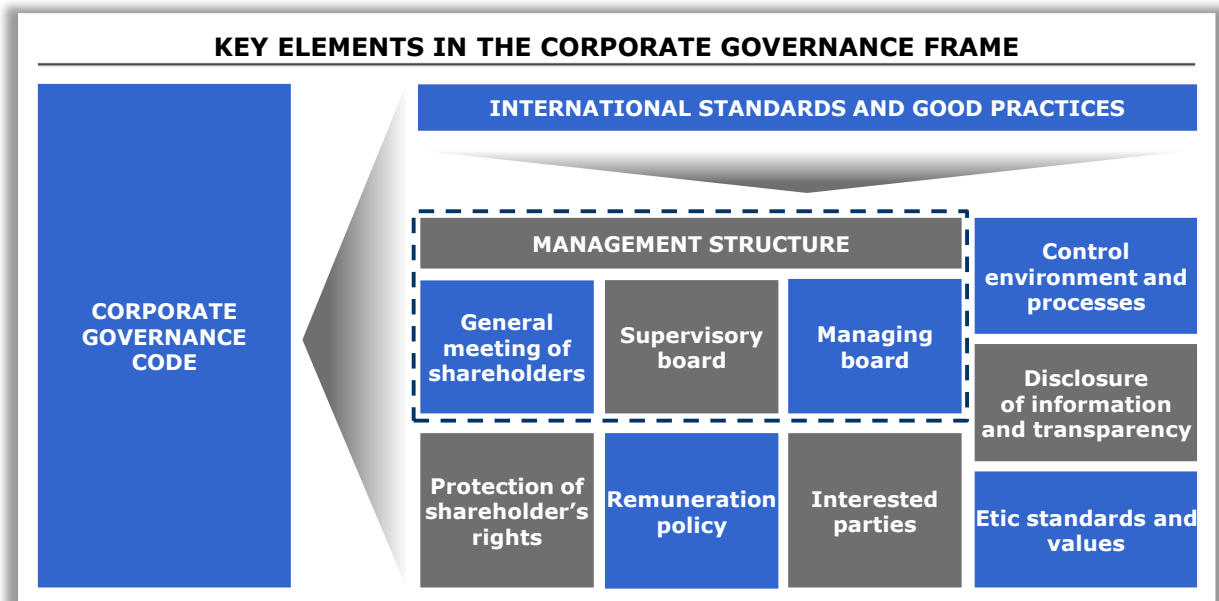 KEY ELEMENTS IN THE CORPORATE GOVERNANCE FRAME
CORPORATE
GOVERNANCE
CODE
INTERNATIONAL STANDARDS AND GOOD PRACTICES
MANAGEMENT STRUCTURE
General
meeting of
shareholders
Supervisory
board
Managing
board
Control
environment and
processes
Disclosure
of information
and transparency
Protection of
shareholder’s
rights
Remuneration
policy
Interested
parties
Etic standards and
values